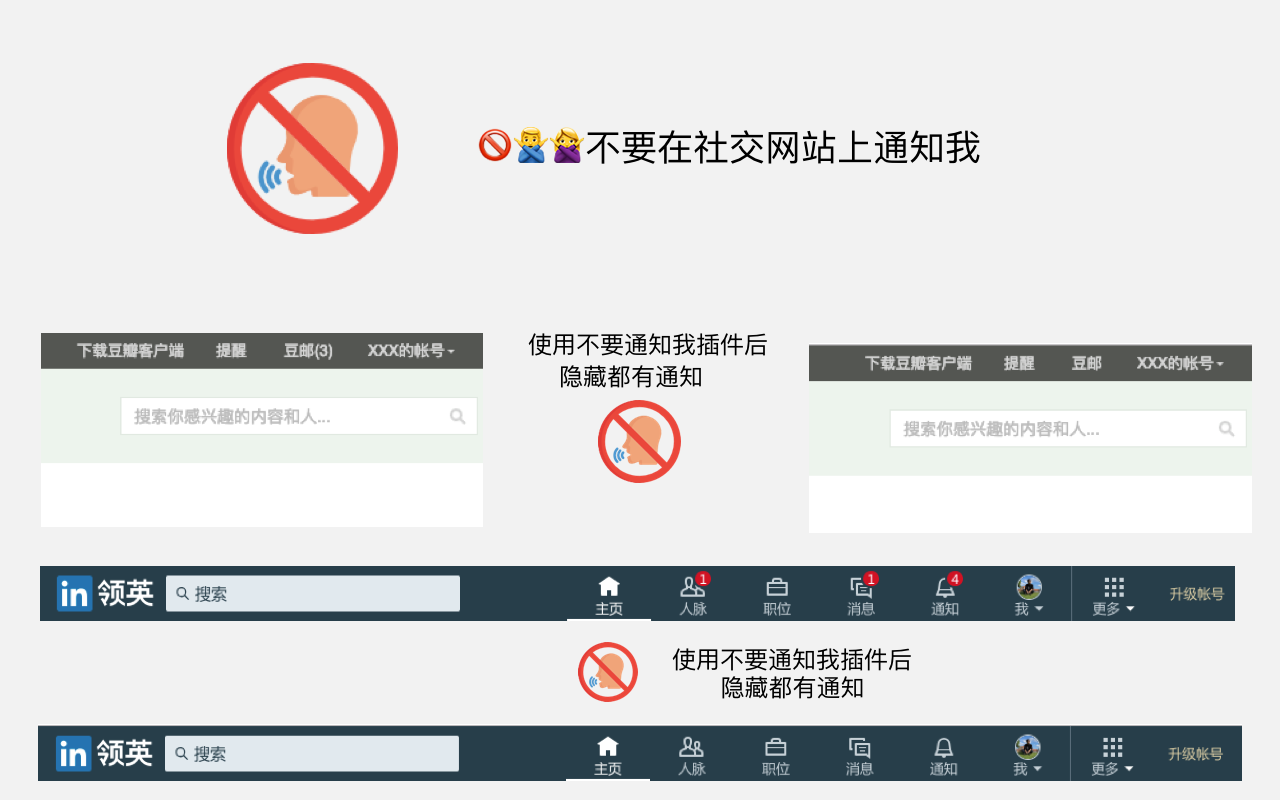 🚫🙅‍♂️🙅‍♀️不要在社交网站上通知我
下载豆瓣客户端 提醒 豆邮(3) XXX的帐号
搜索你感兴趣的内容和人...
使用不要通知我插件后
隐藏都有通知
下载豆瓣客户端 提醒 豆邮 XXX的帐号
搜索你感兴趣的内容和人...
in 领英 搜索 主页 1 人脉 职位 1 消息 4 通知 我 更多 升级帐号
使用不要通知我插件后
隐藏都有通知
in 领英 搜索 主页 人脉 职位 消息 通知 我 更多 升级帐号